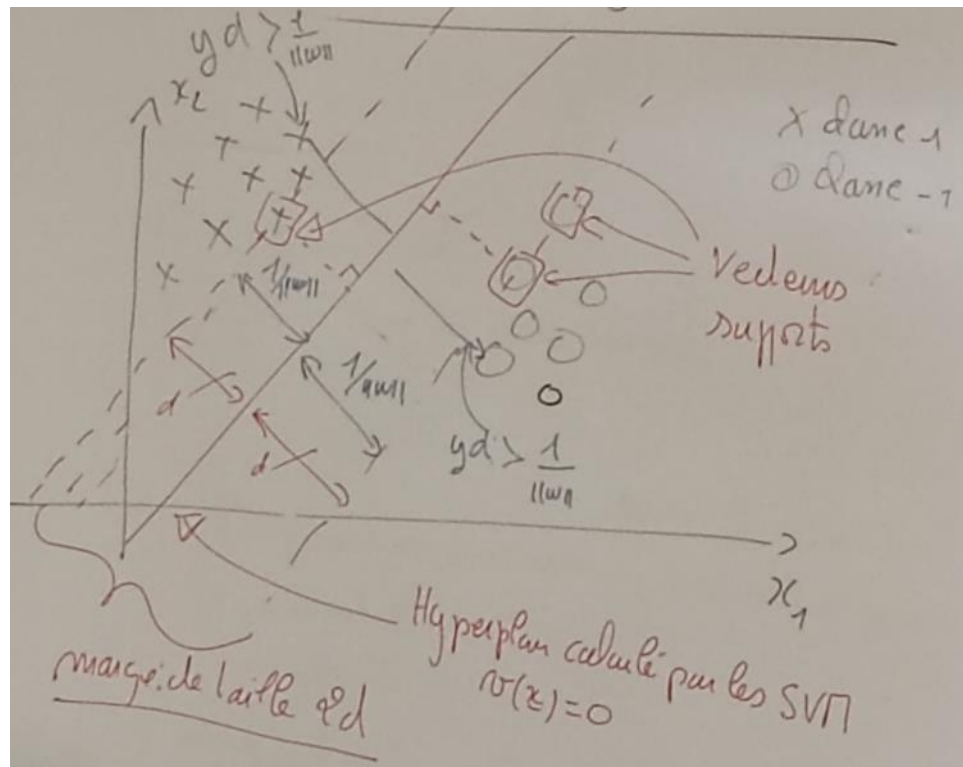 yd > 1/||w||
x2
x classe 1
o classe -1
1/||w||
Vecteurs
supports
1/||w||
d
d
yd > 1/||w||
x1
Hyperplan calculé par les SVM
v(x)=0
marge de taille 2d